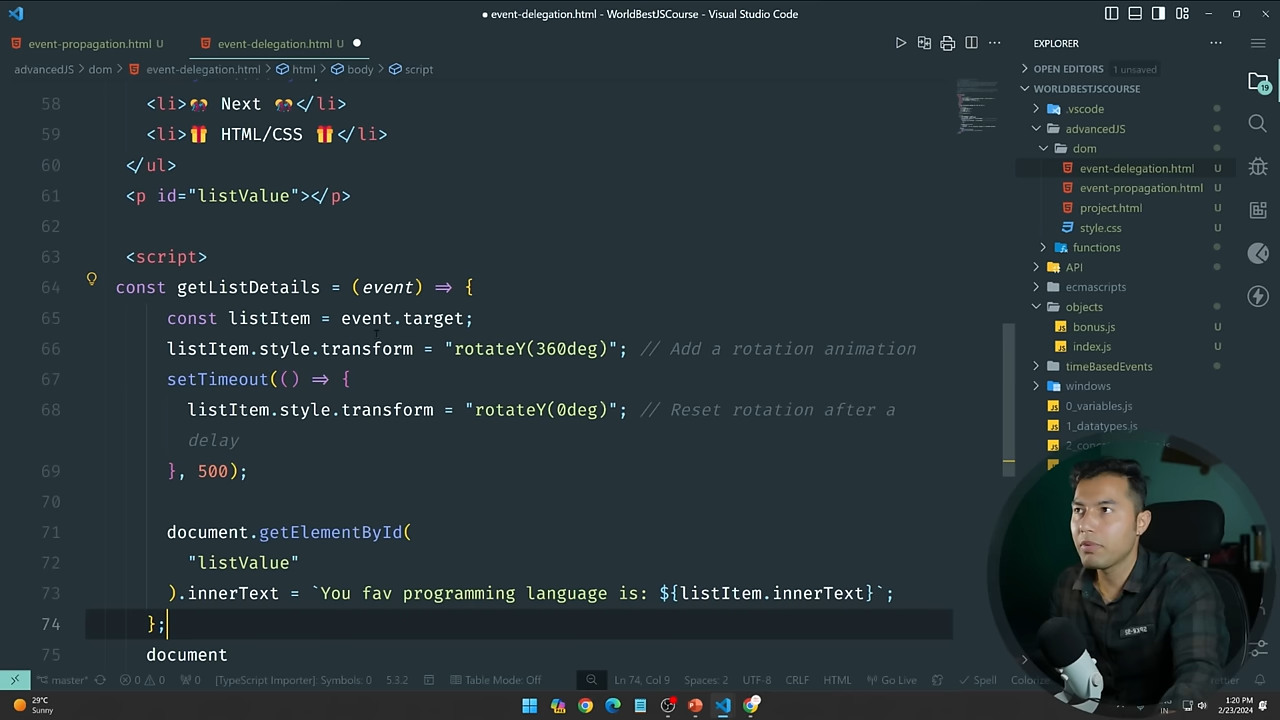 event-delegation.html - WorldBestJSCourse - Visual Studio Code
event-propagation.html U
event-delegation.html U
advancedJS > dom > event-delegation.html > html > body > script
58 <li>🎊 Next 🎊</li>
59 <li>🎁 HTML/CSS 🎁</li>
60 </ul>
61 <p id="listValue"></p>
62
63 <script>
64 const getListDetails = (event) => {
65 const listItem = event.target;
66 listItem.style.transform = "rotateY(360deg)"; // Add a rotation animation
67 setTimeout(() => {
68 listItem.style.transform = "rotateY(0deg)"; // Reset rotation after a
delay
69 }, 500);
70
71 document.getElementById(
72 "listValue"
73 ).innerText = `You fav programming language is: ${listItem.innerText}`;
74 };
75 document
EXPLORER
OPEN EDITORS 1 unsaved
WORLDBESTJSCOURSE
.vscode
advancedJS
dom
event-delegation.html U
event-propagation.html U
project.html U
style.css U
functions
API
ecmascripts
objects
bonus.js U
index.js U
timeBasedEvents
windows
0_variables.js
1_datatypes.js
19
master*
0 0
0
[TypeScript Importer] Symbols: 0
5.3.2
Table Mode: Off
Ln 74, Col 9
Spaces: 2
UTF-8
CRLF
HTML
Go Live
Spell
29°C
Sunny
1:20 PM
2/23/2024